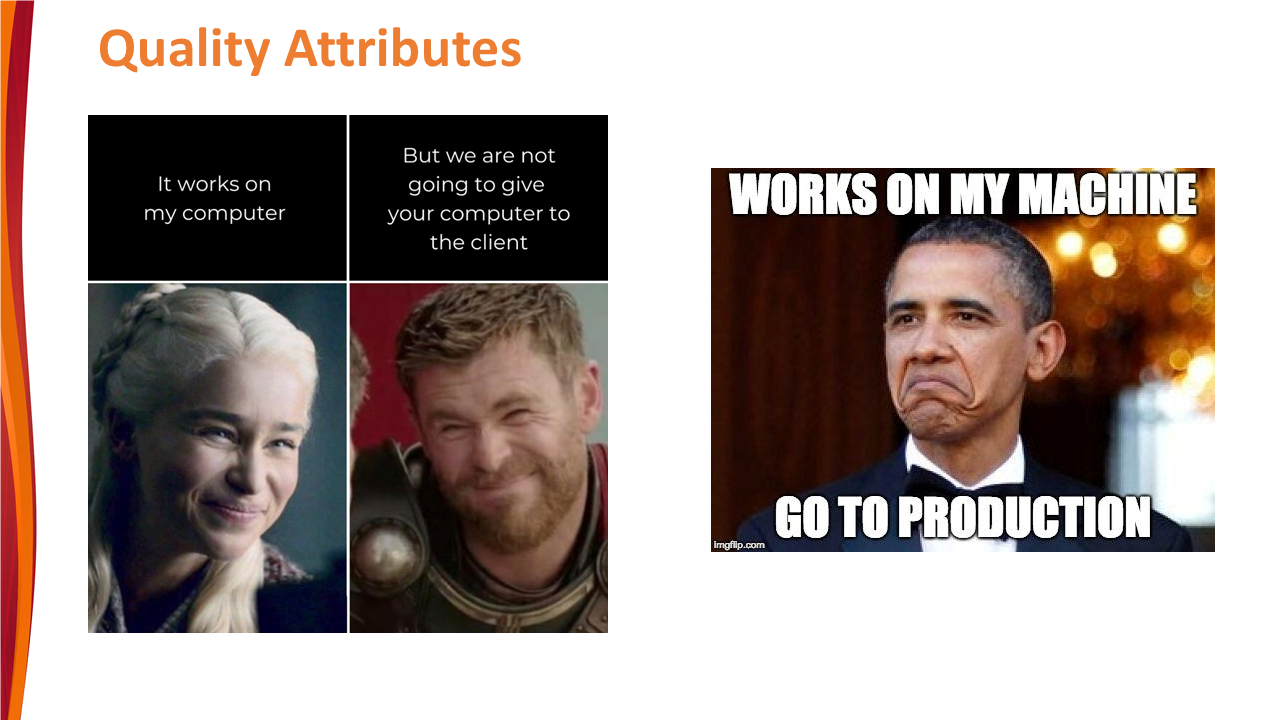 Quality Attributes
It works on
my computer
But we are not
going to give
your computer to
the client
WORKS ON MY MACHINE
GO TO PRODUCTION
imgflip.com